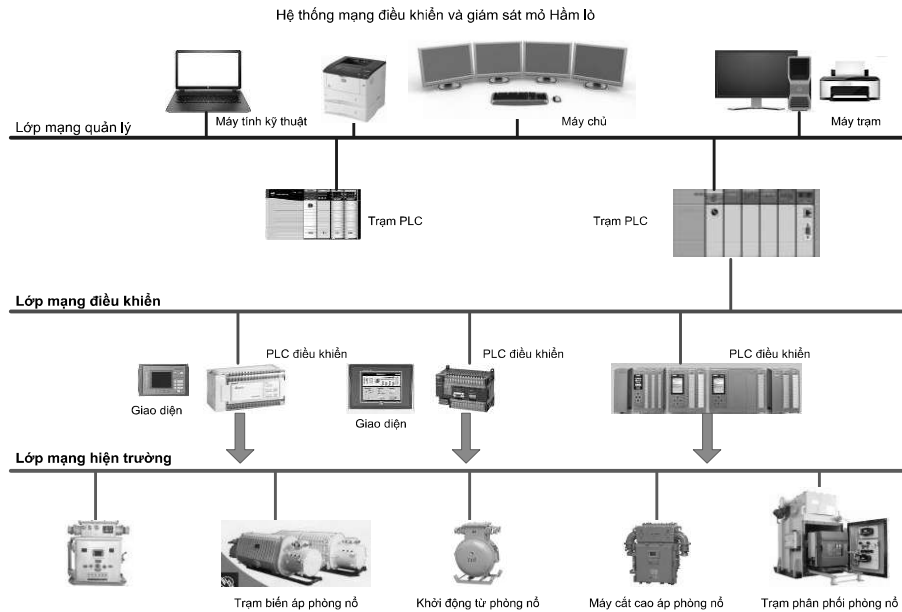 Hệ thống mạng điều khiển và giám sát mỏ Hầm lò
Máy tính kỹ thuật
Máy chủ
Máy trạm
Lớp mạng quản lý
Trạm PLC
Trạm PLC
Lớp mạng điều khiển
PLC điều khiển
PLC điều khiển
PLC điều khiển
Giao diện
Giao diện
Lớp mạng hiện trường
Trạm biến áp phòng nổ
Khởi động từ phòng nổ
Máy cắt cao áp phòng nổ
Trạm phân phối phòng nổ